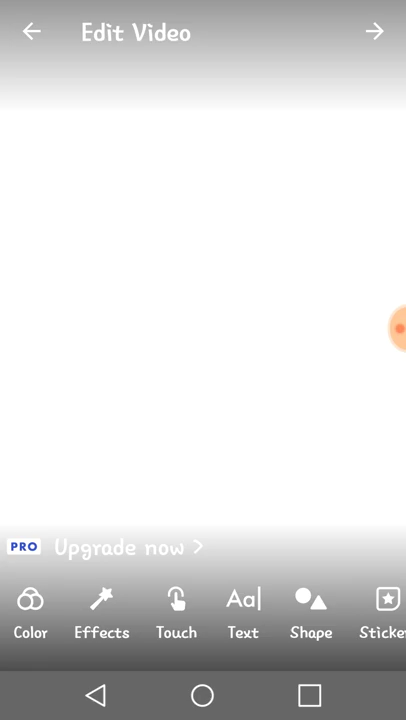 Edit Video
PRO Upgrade now >
Color Effects Touch Aa| Text Shape Sticker